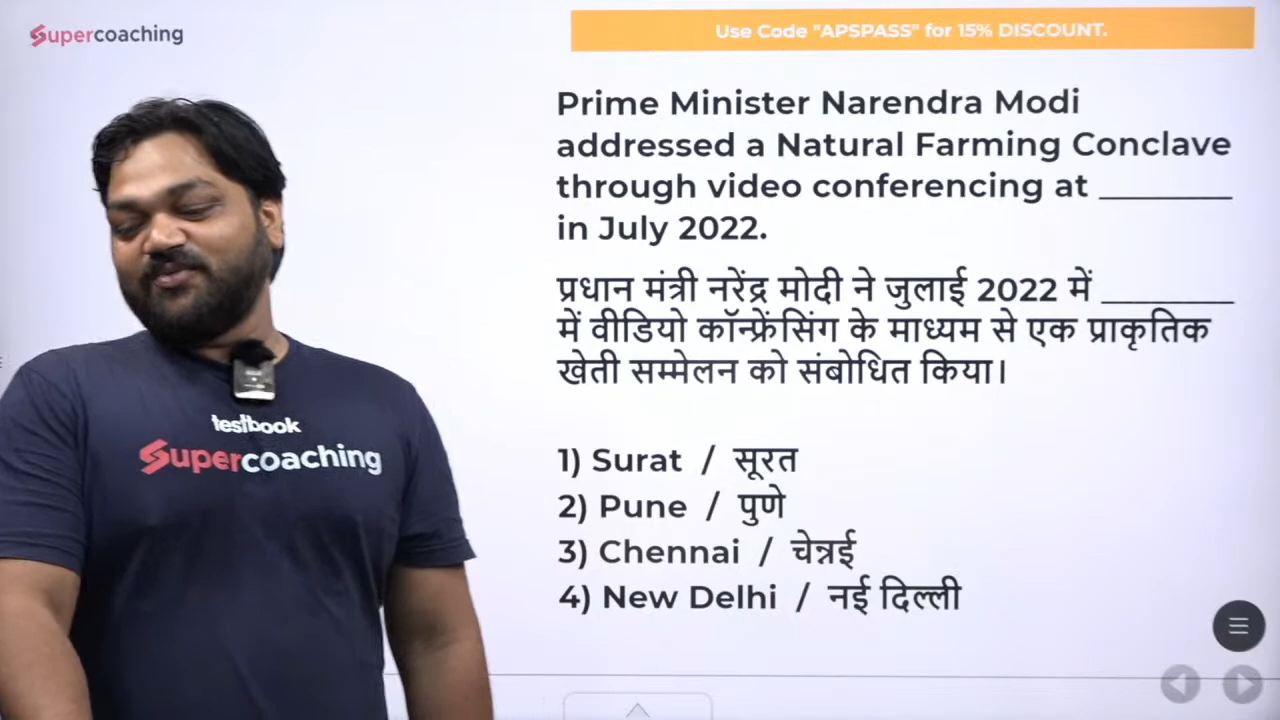 Supercoaching
Use Code "APSPASS" for 15% DISCOUNT.
Prime Minister Narendra Modi
addressed a Natural Farming Conclave
through video conferencing at ________
in July 2022.
प्रधान मंत्री नरेंद्र मोदी ने जुलाई 2022 में ________
में वीडियो कॉन्फ्रेंसिंग के माध्यम से एक प्राकृतिक
खेती सम्मेलन को संबोधित किया।
1) Surat / सूरत
2) Pune / पुणे
3) Chennai / चेन्नई
4) New Delhi / नई दिल्ली
testbook
Supercoaching